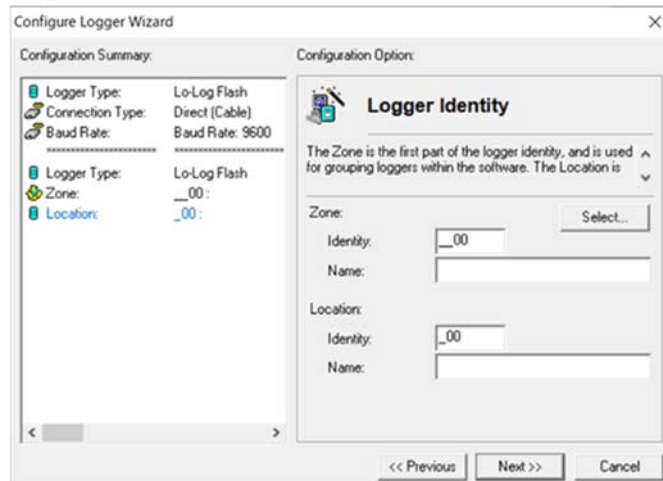 Configure Logger Wizard
Configuration Summary:
Logger Type: Lo-Log Flash
Connection Type: Direct (Cable)
Baud Rate: Baud Rate: 9600
==================== ====================
Logger Type: Lo-Log Flash
Zone: __00 :
Location: _00 :
Configuration Option:
Logger Identity
The Zone is the first part of the logger identity, and is used
for grouping loggers within the software. The Location is
Zone:
Select...
Identity: __00
Name:
Location:
Identity: _00
Name:
<< Previous Next >> Cancel